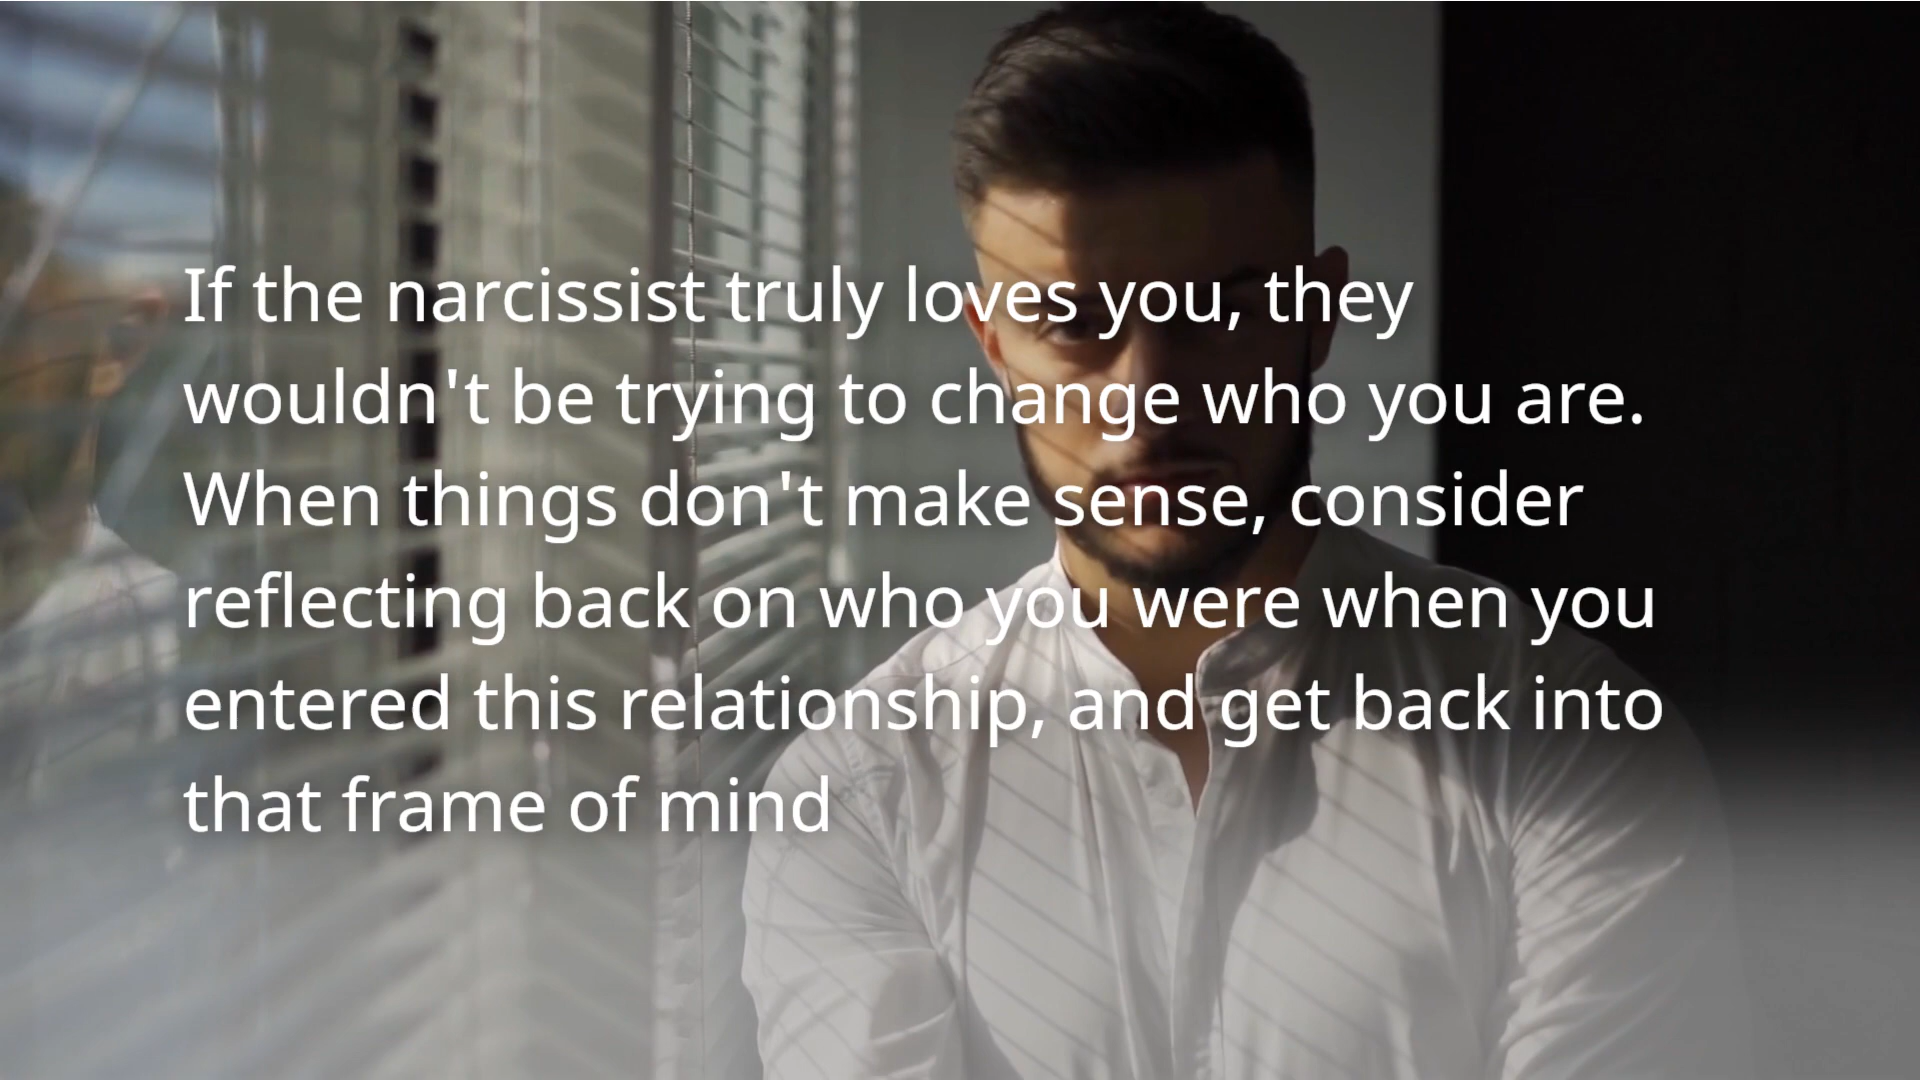 If the narcissist truly loves you, they
wouldn't be trying to change who you are.
When things don't make sense, consider
reflecting back on who you were when you
entered this relationship, and get back into
that frame of mind